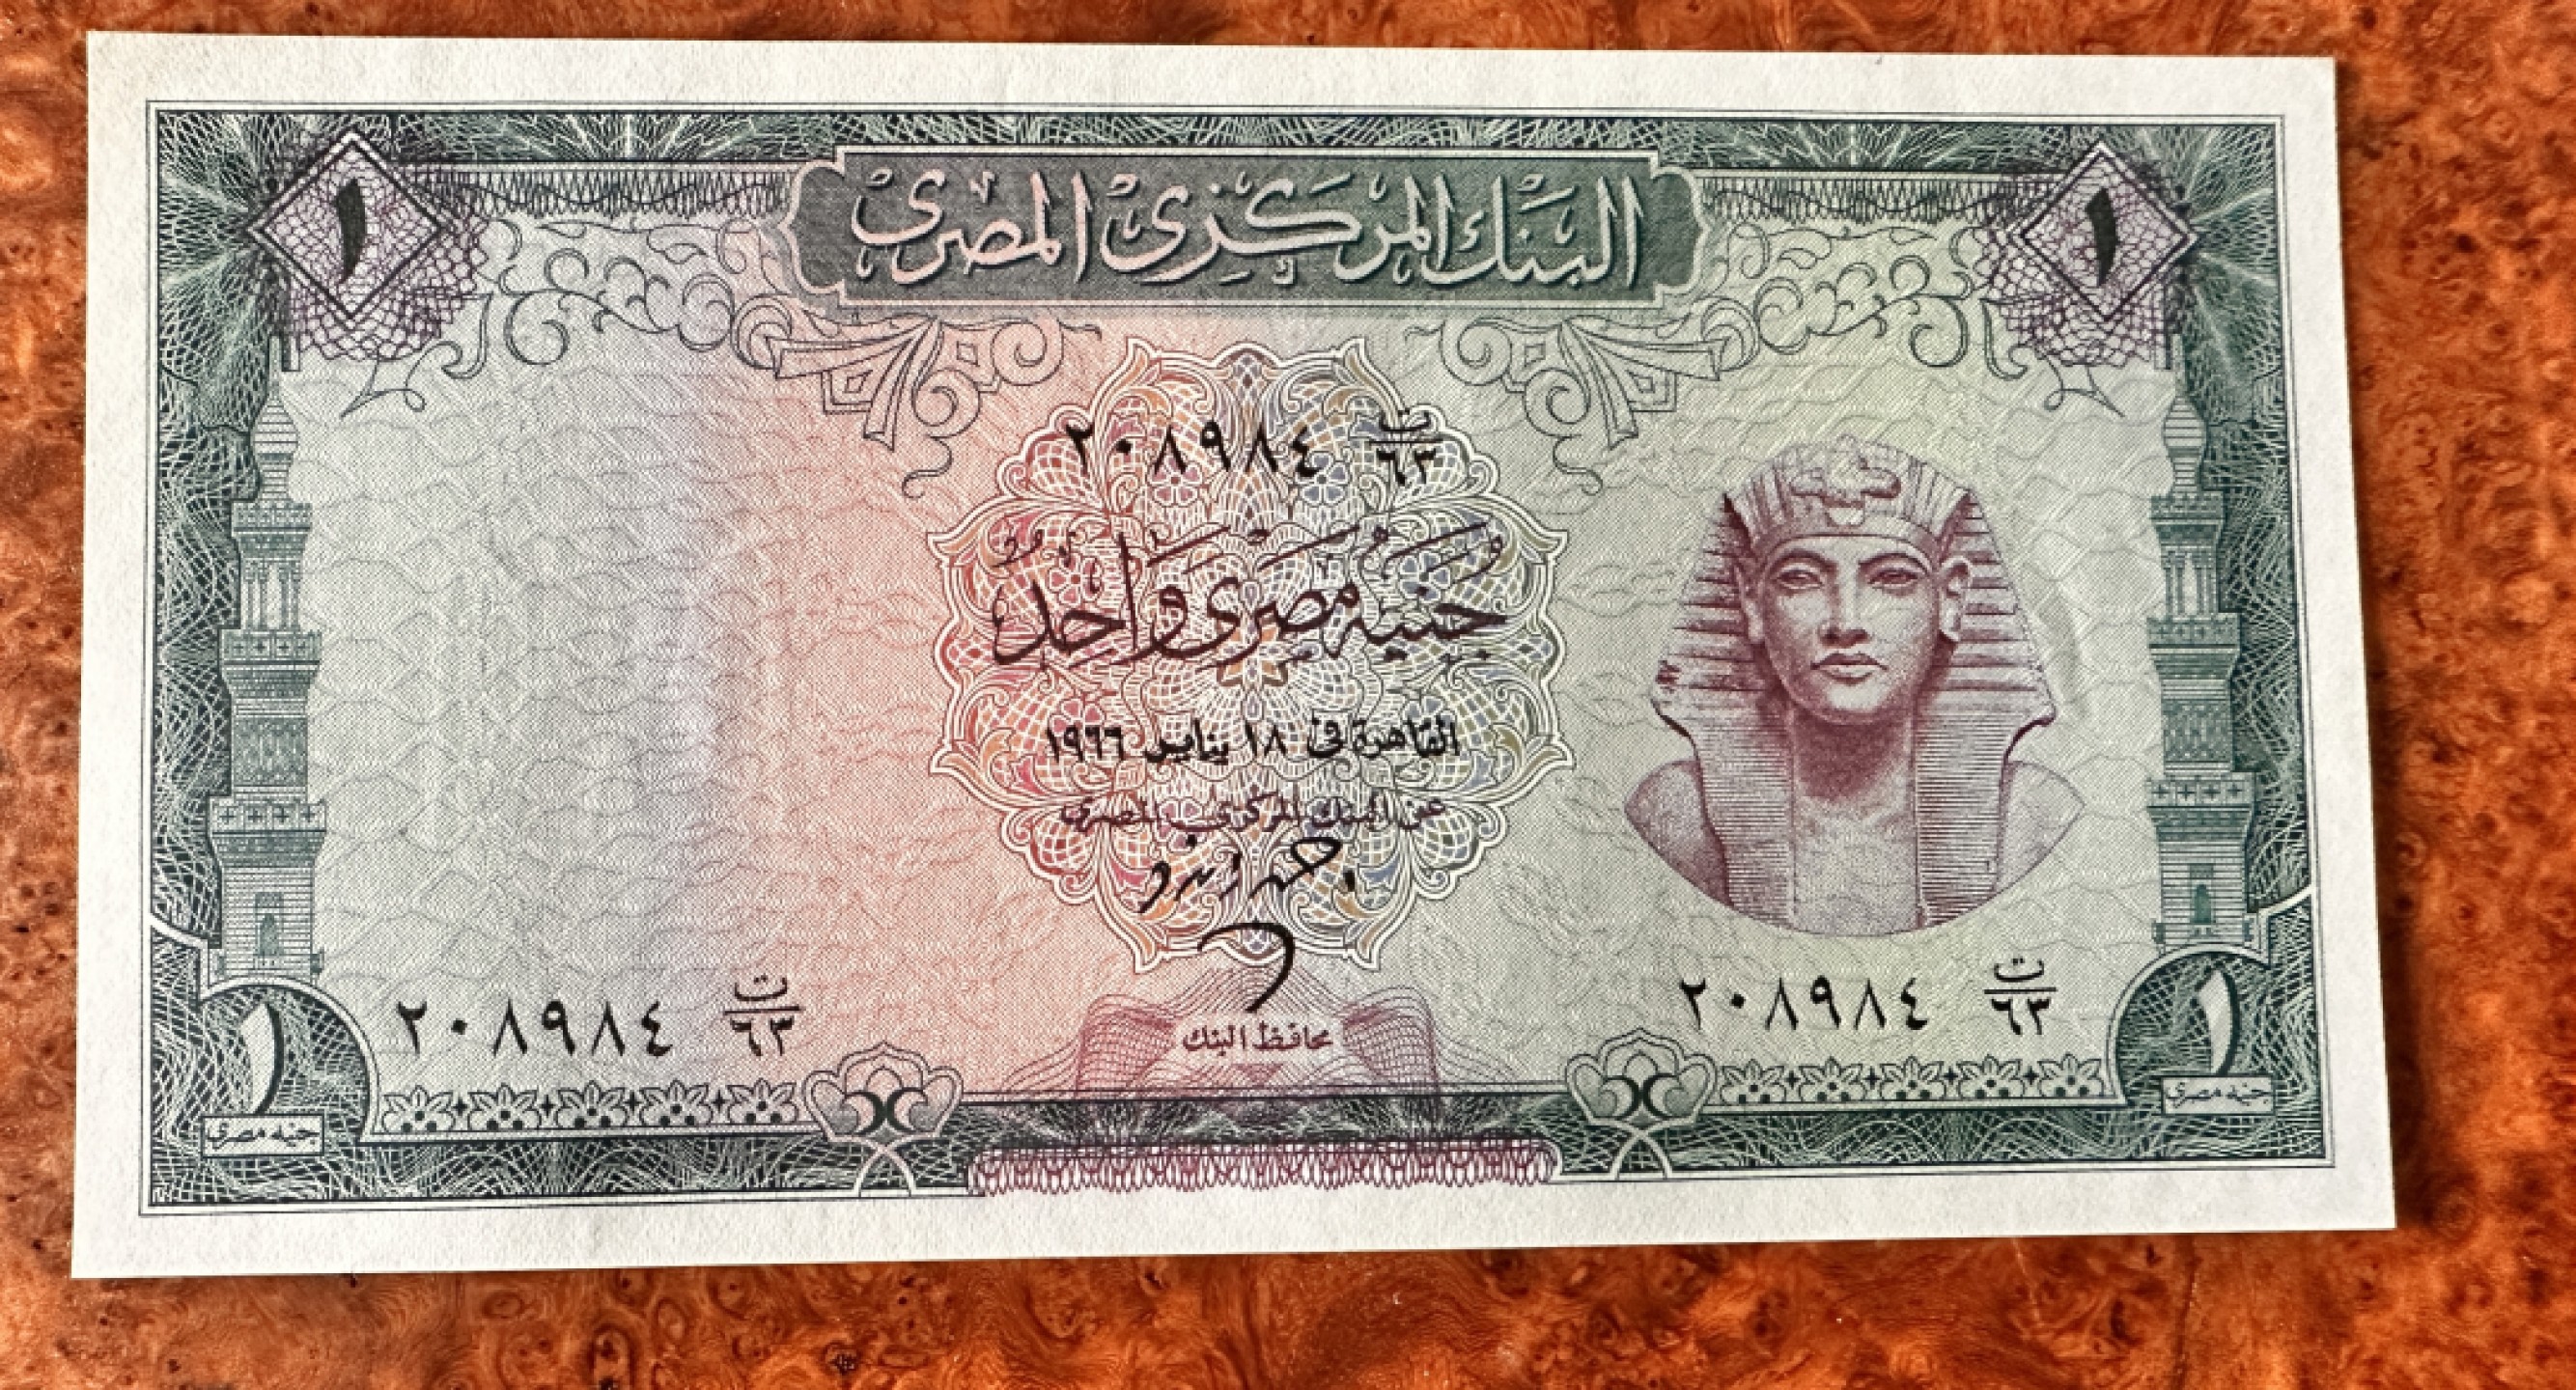 البنك المركزى المصرى
١ ١
٢٠٨٩٨٤ ت/٦٣
جنيه مصرى واحد
القاهرة فى ١٨ يناير ١٩٦٦
عن البنك المركزى المصرى
محافظ البنك
٢٠٨٩٨٤ ت/٦٣
٢٠٨٩٨٤ ت/٦٣
١ ١
جنيه مصرى جنيه مصرى